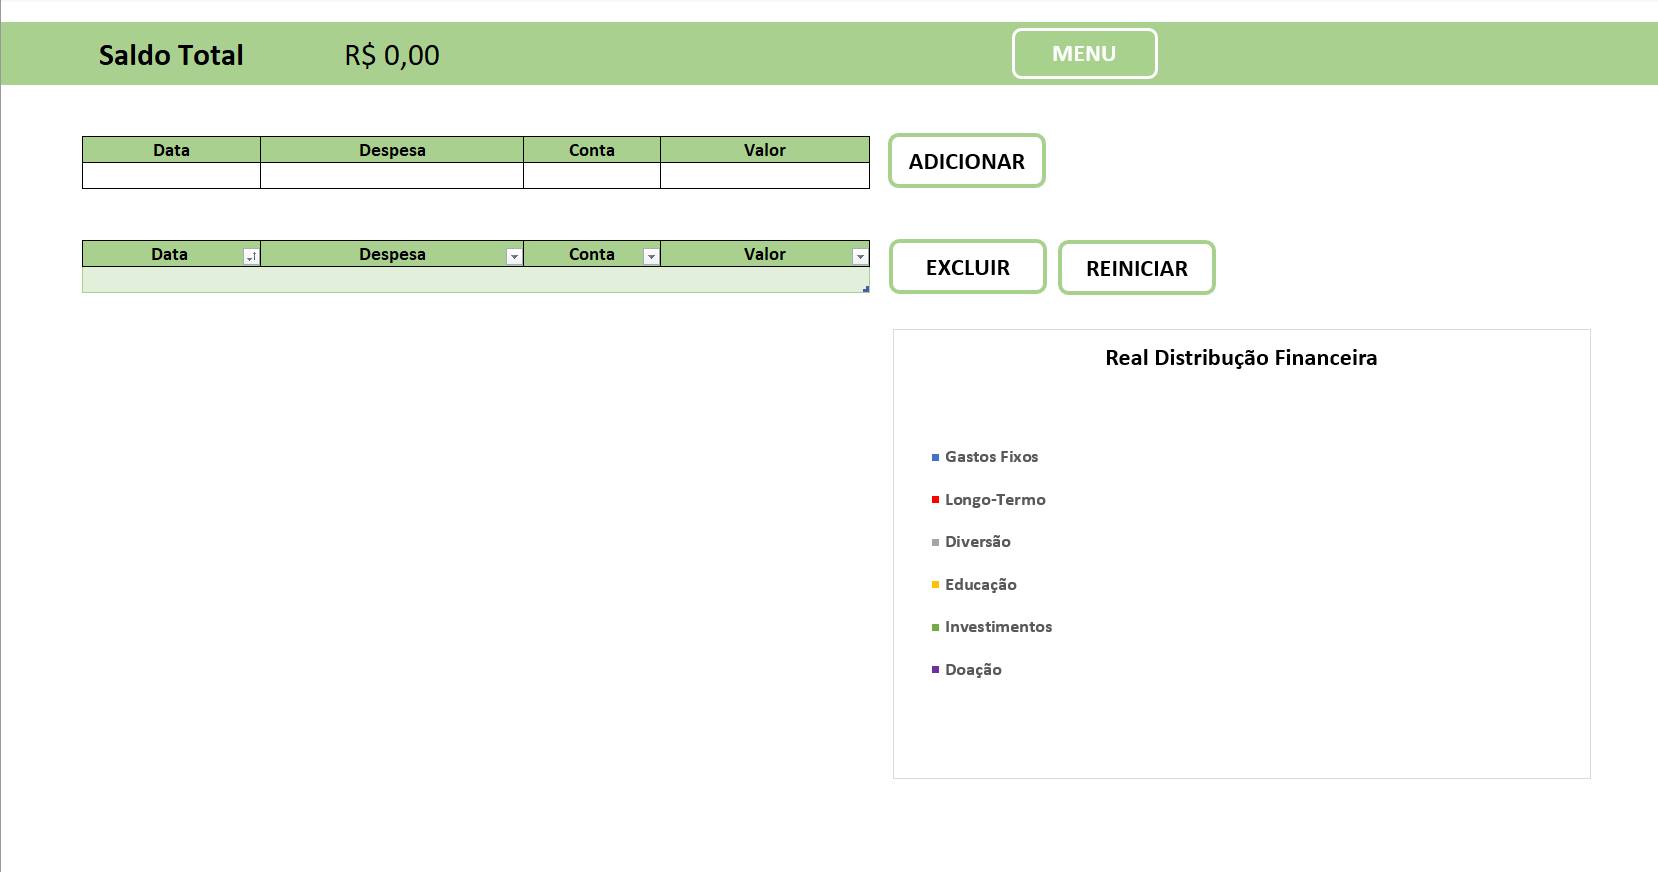 Saldo Total R$ 0,00 MENU
Data Despesa Conta Valor
ADICIONAR
Data Despesa Conta Valor
EXCLUIR REINICIAR
Real Distribução Financeira
Gastos Fixos
Longo-Termo
Diversão
Educação
Investimentos
Doação